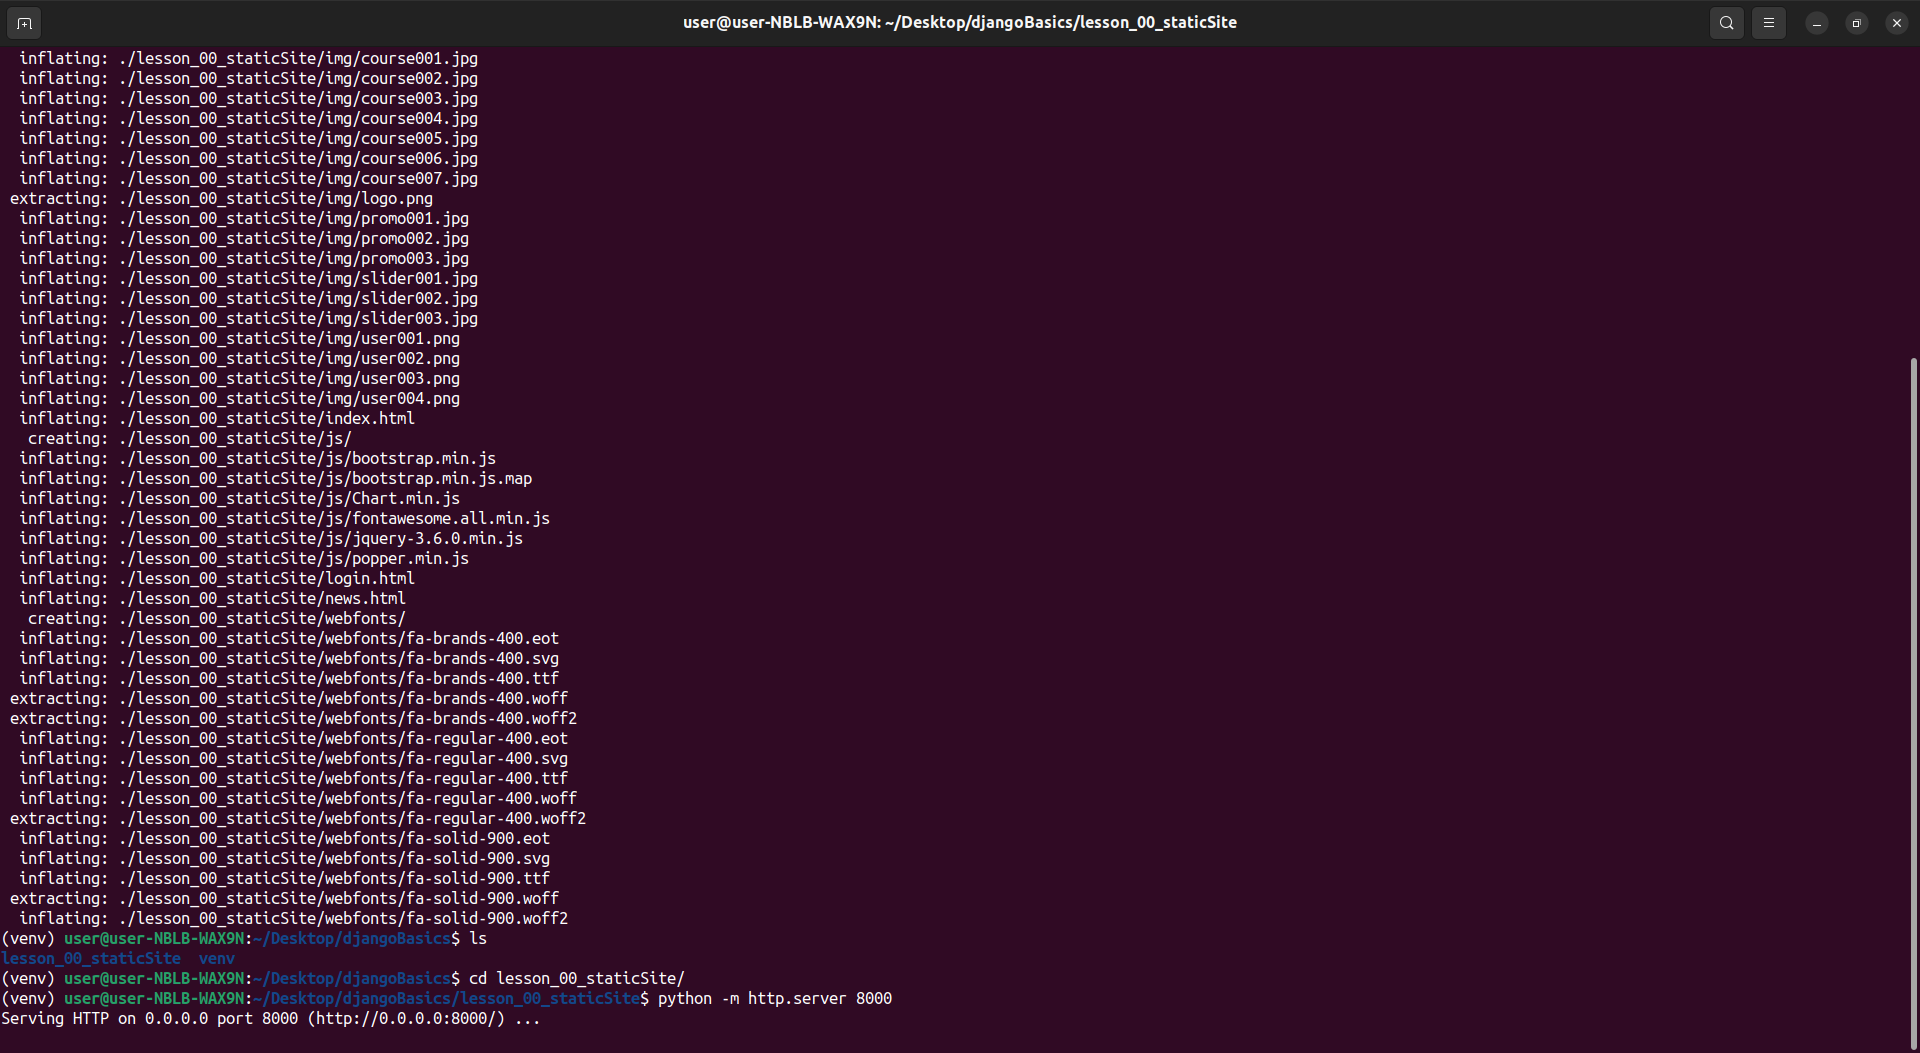 user@user-NBLB-WAX9N: ~/Desktop/djangoBasics/lesson_00_staticSite
inflating: ./lesson_00_staticSite/img/course001.jpg
inflating: ./lesson_00_staticSite/img/course002.jpg
inflating: ./lesson_00_staticSite/img/course003.jpg
inflating: ./lesson_00_staticSite/img/course004.jpg
inflating: ./lesson_00_staticSite/img/course005.jpg
inflating: ./lesson_00_staticSite/img/course006.jpg
inflating: ./lesson_00_staticSite/img/course007.jpg
extracting: ./lesson_00_staticSite/img/logo.png
inflating: ./lesson_00_staticSite/img/promo001.jpg
inflating: ./lesson_00_staticSite/img/promo002.jpg
inflating: ./lesson_00_staticSite/img/promo003.jpg
inflating: ./lesson_00_staticSite/img/slider001.jpg
inflating: ./lesson_00_staticSite/img/slider002.jpg
inflating: ./lesson_00_staticSite/img/slider003.jpg
inflating: ./lesson_00_staticSite/img/user001.png
inflating: ./lesson_00_staticSite/img/user002.png
inflating: ./lesson_00_staticSite/img/user003.png
inflating: ./lesson_00_staticSite/img/user004.png
inflating: ./lesson_00_staticSite/index.html
creating: ./lesson_00_staticSite/js/
inflating: ./lesson_00_staticSite/js/bootstrap.min.js
inflating: ./lesson_00_staticSite/js/bootstrap.min.js.map
inflating: ./lesson_00_staticSite/js/Chart.min.js
inflating: ./lesson_00_staticSite/js/fontawesome.all.min.js
inflating: ./lesson_00_staticSite/js/jquery-3.6.0.min.js
inflating: ./lesson_00_staticSite/js/popper.min.js
inflating: ./lesson_00_staticSite/login.html
inflating: ./lesson_00_staticSite/news.html
creating: ./lesson_00_staticSite/webfonts/
inflating: ./lesson_00_staticSite/webfonts/fa-brands-400.eot
inflating: ./lesson_00_staticSite/webfonts/fa-brands-400.svg
inflating: ./lesson_00_staticSite/webfonts/fa-brands-400.ttf
extracting: ./lesson_00_staticSite/webfonts/fa-brands-400.woff
extracting: ./lesson_00_staticSite/webfonts/fa-brands-400.woff2
inflating: ./lesson_00_staticSite/webfonts/fa-regular-400.eot
inflating: ./lesson_00_staticSite/webfonts/fa-regular-400.svg
inflating: ./lesson_00_staticSite/webfonts/fa-regular-400.ttf
inflating: ./lesson_00_staticSite/webfonts/fa-regular-400.woff
extracting: ./lesson_00_staticSite/webfonts/fa-regular-400.woff2
inflating: ./lesson_00_staticSite/webfonts/fa-solid-900.eot
inflating: ./lesson_00_staticSite/webfonts/fa-solid-900.svg
inflating: ./lesson_00_staticSite/webfonts/fa-solid-900.ttf
extracting: ./lesson_00_staticSite/webfonts/fa-solid-900.woff
inflating: ./lesson_00_staticSite/webfonts/fa-solid-900.woff2
(venv) user@user-NBLB-WAX9N:~/Desktop/djangoBasics$ ls
lesson_00_staticSite  venv
(venv) user@user-NBLB-WAX9N:~/Desktop/djangoBasics$ cd lesson_00_staticSite/
(venv) user@user-NBLB-WAX9N:~/Desktop/djangoBasics/lesson_00_staticSite$ python -m http.server 8000
Serving HTTP on 0.0.0.0 port 8000 (http://0.0.0.0:8000/) ...